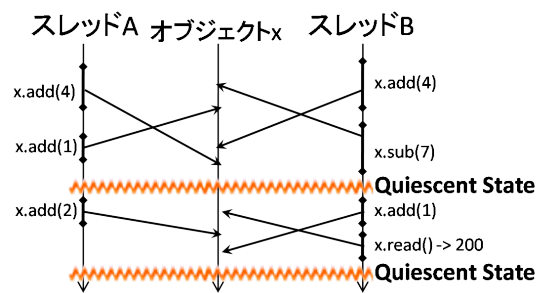 スレッドA オブジェクトx スレッドB
x.add(4) x.add(4)
x.add(1) x.sub(7)
Quiescent State
x.add(2) x.add(1)
x.read() -> 200
Quiescent State